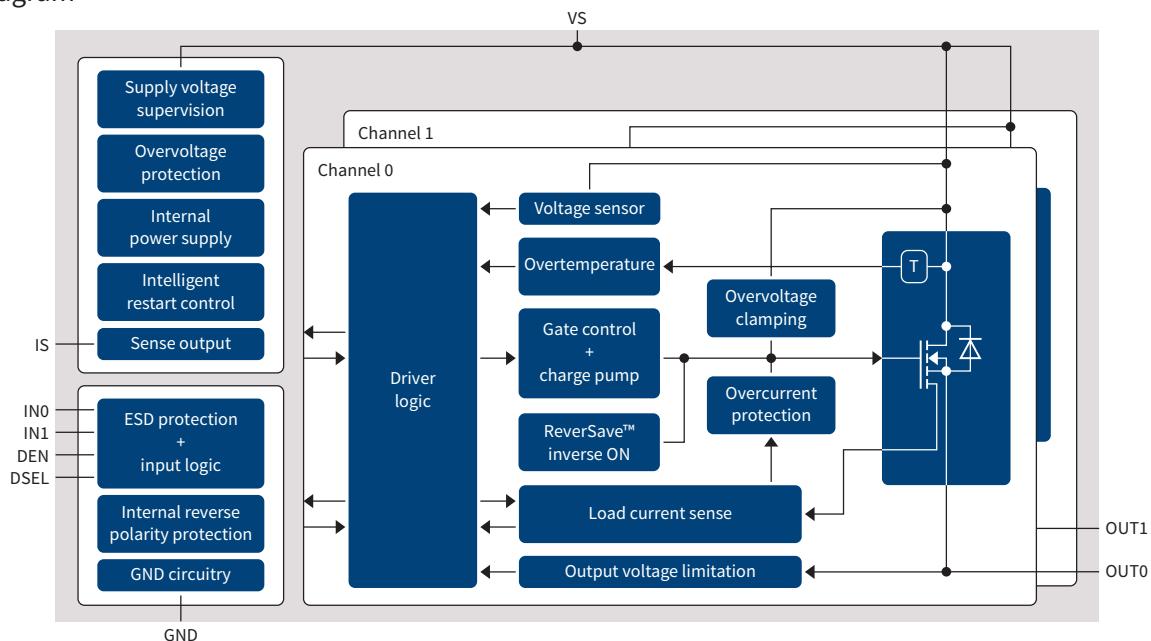 VS
Supply voltage
supervision
Overvoltage
protection
Internal
power supply
Intelligent
restart control
Sense output
IS
IN0
IN1
DEN
DSEL
ESD protection
+
input logic
Internal reverse
polarity protection
GND circuitry
GND
Channel 1
Channel 0
Driver
logic
Voltage sensor
Overtemperature
Gate control
+
charge pump
ReverSave™
inverse ON
Overvoltage
clamping
Overcurrent
protection
T
Load current sense
Output voltage limitation
OUT1
OUT0